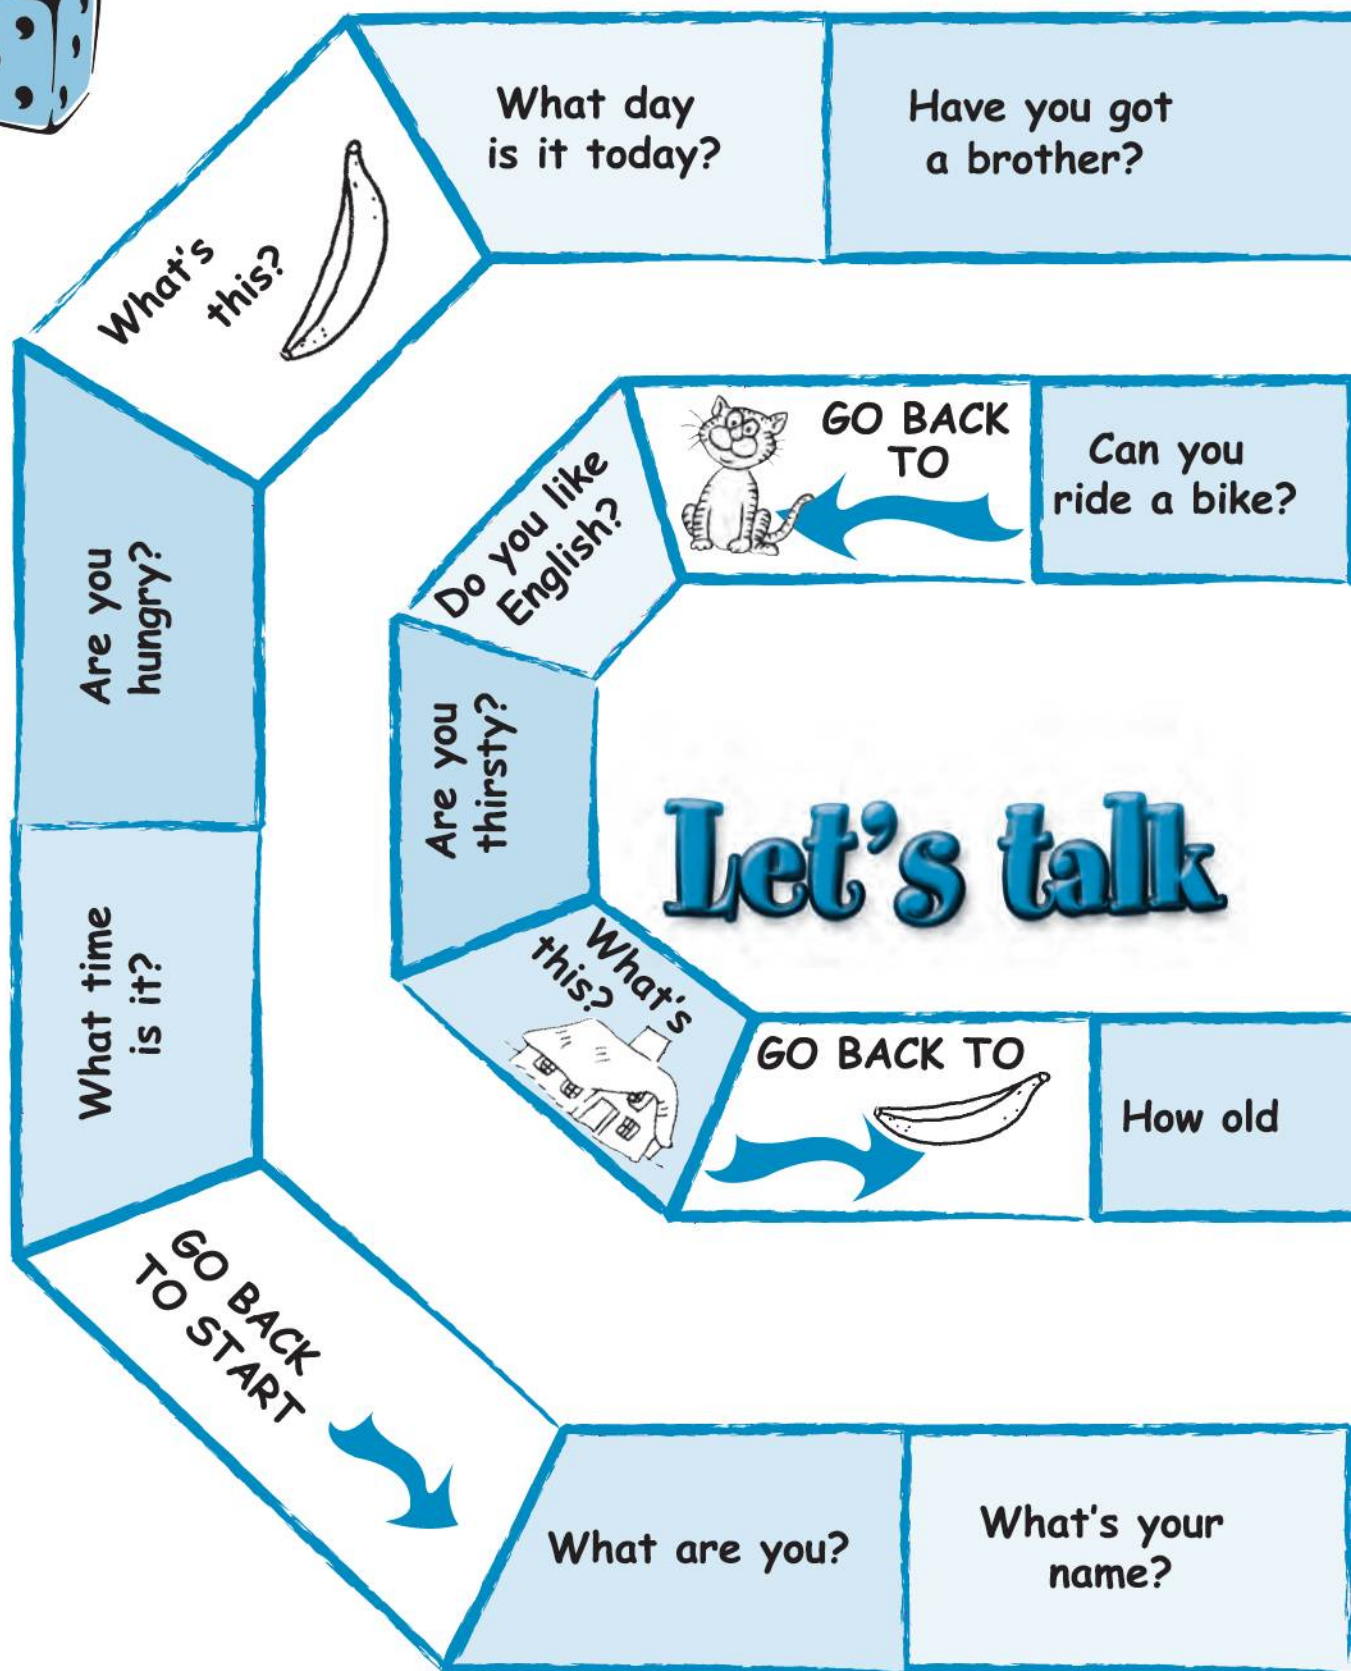 What day
is it today?
Have you got
a brother?
What's
this?
GO BACK
TO
Can you
ride a bike?
Do you like
English?
Are you
hungry?
Are you
thirsty?
Let's talk
What time
is it?
What's
this?
GO BACK TO
How old
GO BACK
TO START
What are you?
What's your
name?